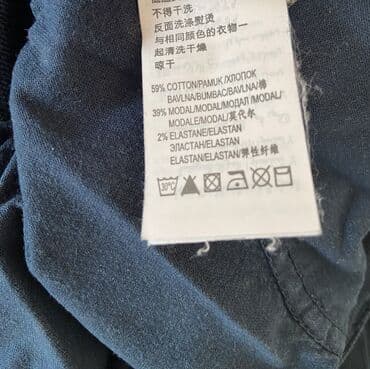 不得干洗
反面洗涤熨烫
与相同颜色的衣物一
起清洗干燥
晾干
59% COTTON/PAMUK/ХЛОПОК
BAVLNA/BUMBAC/BAVLNA/棉
39% MODAL/MODAL/МОДАЛ /MODAL/
MODALE/MODAL/莫代尔
2% ELASTANE/ELASTAN
ЭЛАСТАН/ELASTAN
ELASTAN/ELASTAN/弹性纤维
30°C